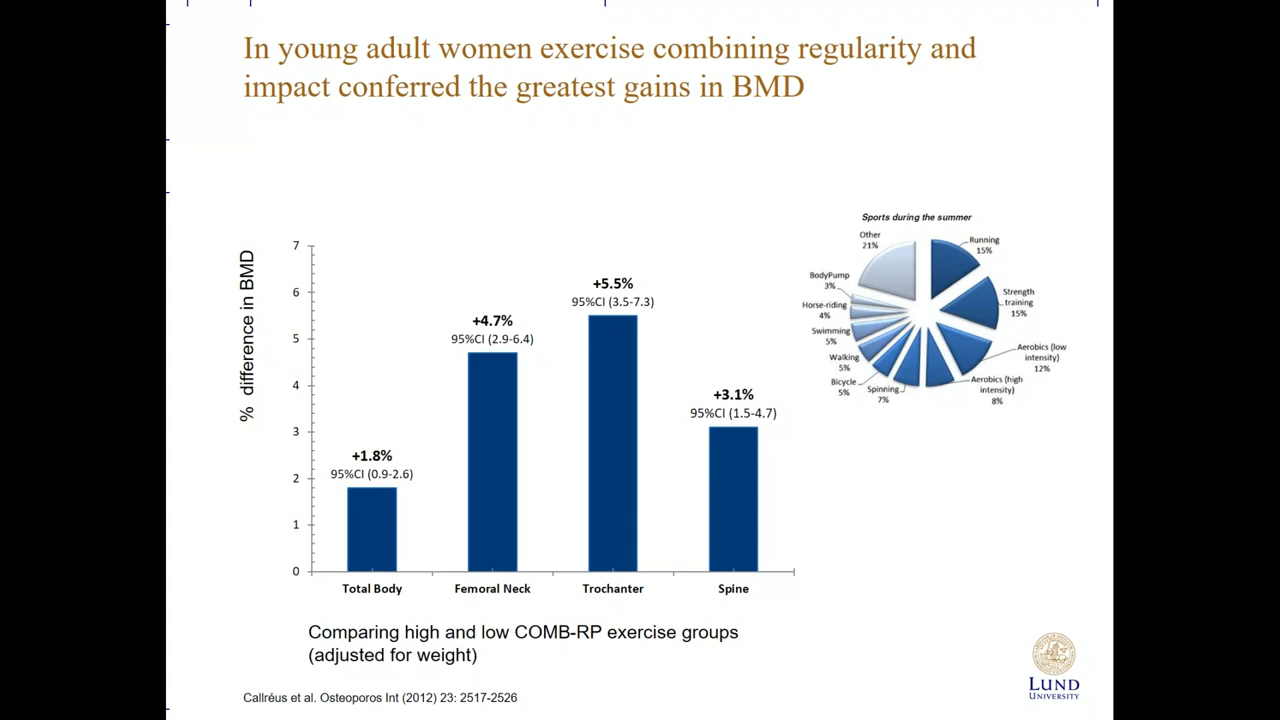 In young adult women exercise combining regularity and
impact conferred the greatest gains in BMD
% difference in BMD
7
6
5
4
3
2
1
0
+1.8%
95%CI (0.9-2.6)
+4.7%
95%CI (2.9-6.4)
+5.5%
95%CI (3.5-7.3)
+3.1%
95%CI (1.5-4.7)
Total Body
Femoral Neck
Trochanter
Spine
Sports during the summer
Other
21%
Running
15%
Strength
training
15%
Aerobics (low
intensity)
12%
Aerobics (high
intensity)
8%
Spinning
7%
Bicycle
5%
Walking
5%
Swimming
5%
Horse-riding
4%
BodyPump
3%
Comparing high and low COMB-RP exercise groups
(adjusted for weight)
Callréus et al. Osteoporos Int (2012) 23: 2517-2526
LUND
UNIVERSITY